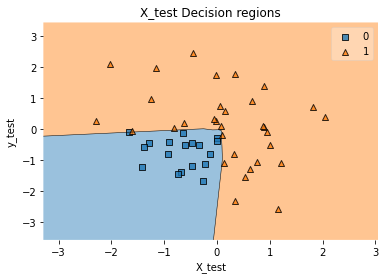 X_test Decision regions
0
1
3
2
1
0
−1
−2
−3
y_test
−3 −2 −1 0 1 2 3
X_test